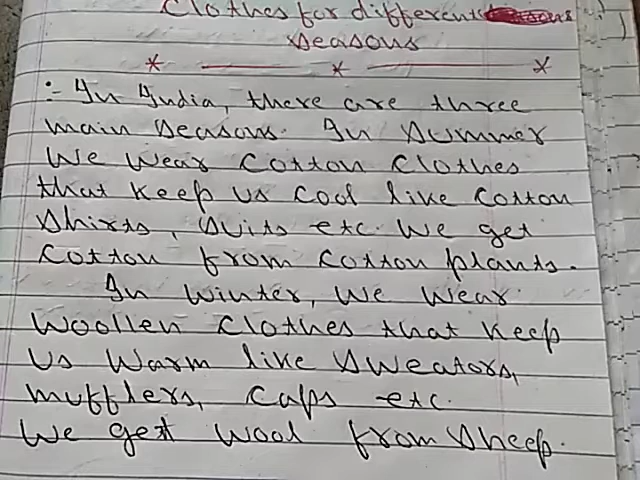 Clothes for different
Seasons
:- In India, there are three
main seasons. In summer
We wear cotton clothes
that keep us cool like cotton
shirts, suits etc. We get
cotton from cotton plants.
In winter, we wear
woollen clothes that keep
us warm like sweators,
mufflers, caps etc.
We get wool from sheep.